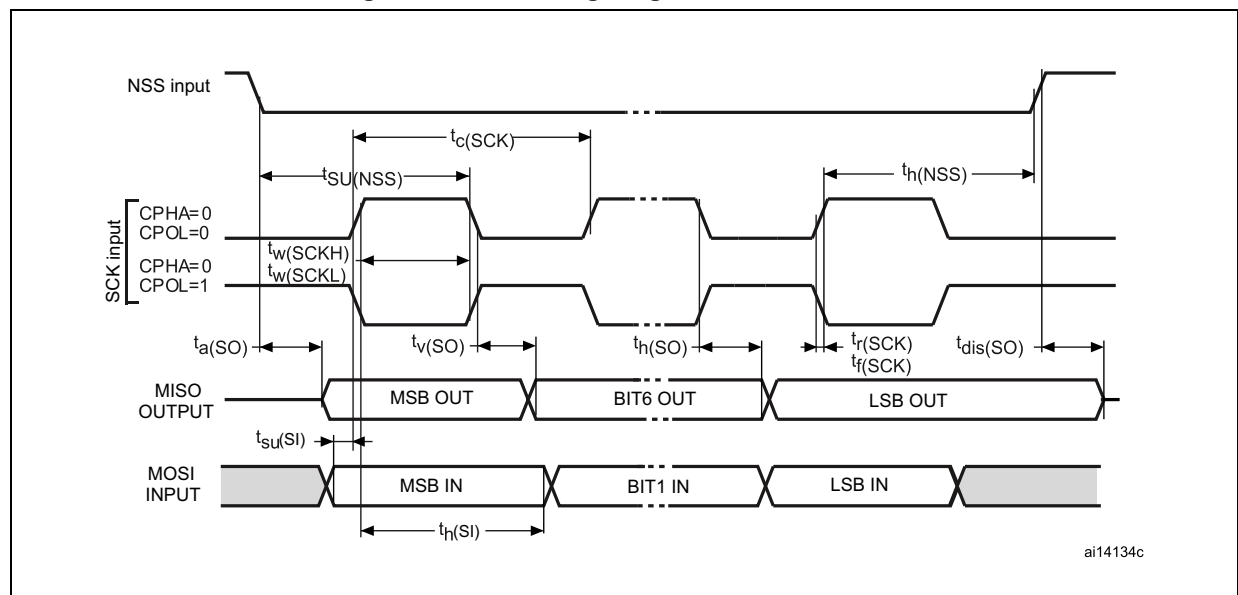 NSS input
tc(SCK)
tSU(NSS)
th(NSS)
SCK input
CPHA=0
CPOL=0
tw(SCKH)
CPHA=0
tw(SCKL)
CPOL=1
ta(SO)
tv(SO)
th(SO)
tr(SCK)
tf(SCK)
tdis(SO)
MISO
OUTPUT
MSB OUT
BIT6 OUT
LSB OUT
tsu(SI)
MOSI
INPUT
MSB IN
BIT1 IN
LSB IN
th(SI)
ai14134c